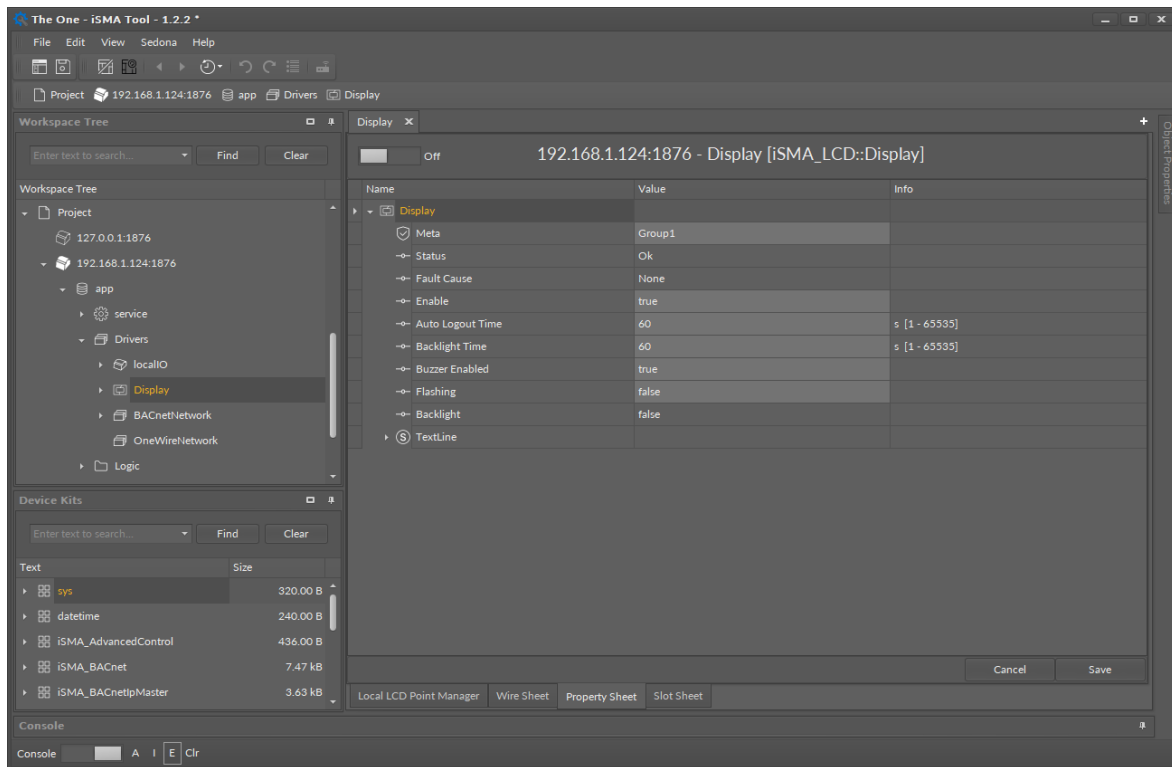 The One - iSMA Tool - 1.2.2 *
File Edit View Sedona Help
Project 192.168.1.124:1876 app Drivers Display
Workspace Tree
Enter text to search... Find Clear
Workspace Tree
Project
127.0.0.1:1876
192.168.1.124:1876
app
service
Drivers
localIO
Display
BACnetNetwork
OneWireNetwork
Logic
Device Kits
Enter text to search... Find Clear
Text Size
sys 320.00 B
datetime 240.00 B
iSMA_AdvancedControl 436.00 B
iSMA_BACnet 7.47 kB
iSMA_BACnetIpMaster 3.63 kB
Display
Off 192.168.1.124:1876 - Display [iSMA_LCD::Display]
Name Value Info
Display
Meta Group1
Status Ok
Fault Cause None
Enable true
Auto Logout Time 60 s [1 - 65535]
Backlight Time 60 s [1 - 65535]
Buzzer Enabled true
Flashing false
Backlight false
S TextLine
Cancel Save
Local LCD Point Manager Wire Sheet Property Sheet Slot Sheet
Object Properties
Console
Console A I E Clr